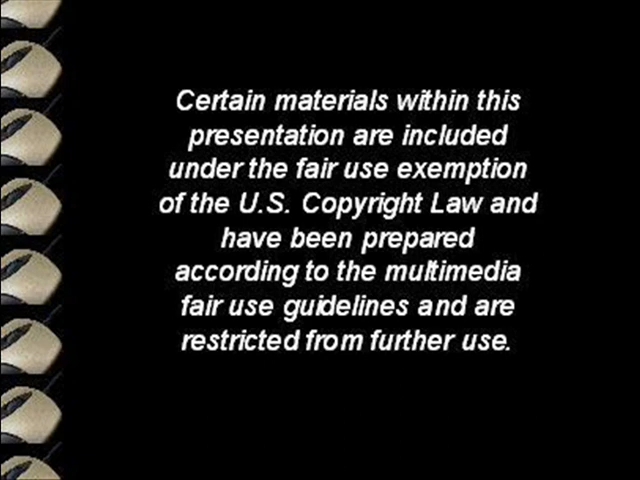 Certain materials within this
presentation are included
under the fair use exemption
of the U.S. Copyright Law and
have been prepared
according to the multimedia
fair use guidelines and are
restricted from further use.